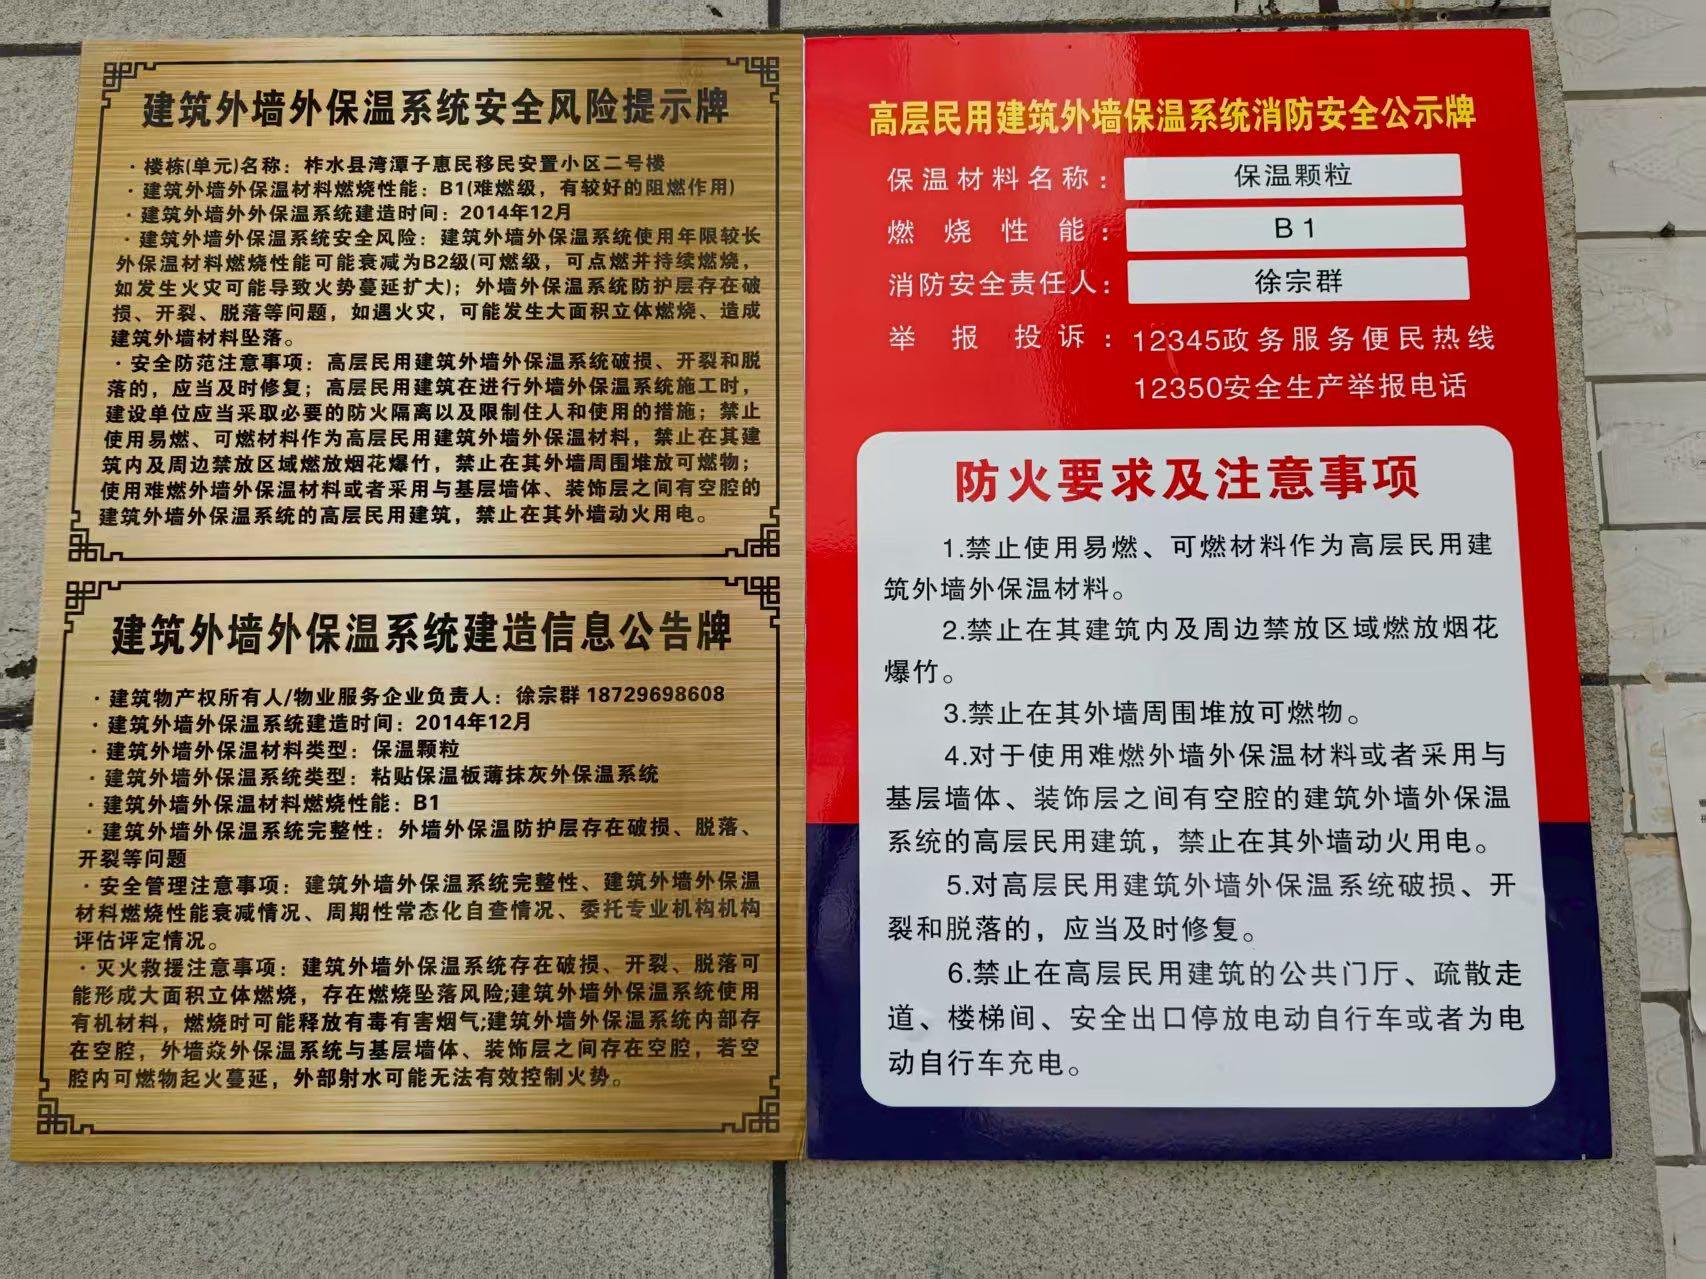 建筑外墙外保温系统安全风险提示牌
·楼栋(单元)名称：柞水县湾潭子惠民移民安置小区二号楼
·建筑外墙外保温材料燃烧性能：B1(难燃级，有较好的阻燃作用)
·建筑外墙外外保温系统建造时间：2014年12月
·建筑外墙外保温系统安全风险：建筑外墙外保温系统使用年限较长
外保温材料燃烧性能可能衰减为B2级(可燃级，可点燃并持续燃烧，
如发生火灾可能导致火势蔓延扩大)；外墙外保温系统防护层存在破
损、开裂、脱落等问题，如遇火灾，可能发生大面积立体燃烧、造成
建筑外墙材料坠落。
·安全防范注意事项：高层民用建筑外墙外保温系统破损、开裂和脱
落的，应当及时修复；高层民用建筑在进行外墙外保温系统施工时，
建设单位应当采取必要的防火隔离以及限制住人和使用的措施；禁止
使用易燃、可燃材料作为高层民用建筑外墙外保温材料，禁止在其建
筑内及周边禁放区域燃放烟花爆竹，禁止在其外墙周围堆放可燃物；
使用难燃外墙外保温材料或者采用与基层墙体、装饰层之间有空腔的
建筑外墙外保温系统的高层民用建筑，禁止在其外墙动火用电。
建筑外墙外保温系统建造信息公告牌
·建筑物产权所有人/物业服务企业负责人：徐宗群 18729698608
·建筑外墙外保温系统建造时间：2014年12月
·建筑外墙外保温材料类型：保温颗粒
·建筑外墙外保温系统类型：粘贴保温板薄抹灰外保温系统
·建筑外墙外保温材料燃烧性能：B1
·建筑外墙外保温系统完整性：外墙外保温防护层存在破损、脱落、
开裂等问题
·安全管理注意事项：建筑外墙外保温系统完整性、建筑外墙外保温
材料燃烧性能衰减情况、周期性常态化自查情况、委托专业机构机构
评估评定情况。
·灭火救援注意事项：建筑外墙外保温系统存在破损、开裂、脱落可
能形成大面积立体燃烧，存在燃烧坠落风险;建筑外墙外保温系统使用
有机材料，燃烧时可能释放有毒有害烟气;建筑外墙外保温系统内部存
在空腔，外墙焱外保温系统与基层墙体、装饰层之间存在空腔，若空
腔内可燃物起火蔓延，外部射水可能无法有效控制火势。
高层民用建筑外墙保温系统消防安全公示牌
保温材料名称：保温颗粒
燃烧性能：B1
消防安全责任人：徐宗群
举报投诉：12345政务服务便民热线
12350安全生产举报电话
防火要求及注意事项
1.禁止使用易燃、可燃材料作为高层民用建
筑外墙外保温材料。
2.禁止在其建筑内及周边禁放区域燃放烟花
爆竹。
3.禁止在其外墙周围堆放可燃物。
4.对于使用难燃外墙外保温材料或者采用与
基层墙体、装饰层之间有空腔的建筑外墙外保温
系统的高层民用建筑，禁止在其外墙动火用电。
5.对高层民用建筑外墙外保温系统破损、开
裂和脱落的，应当及时修复。
6.禁止在高层民用建筑的公共门厅、疏散走
道、楼梯间、安全出口停放电动自行车或者为电
动自行车充电。